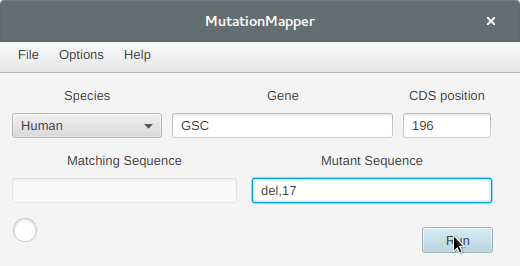 MutationMapper ×
File Options Help
Species Gene CDS position
Human GSC 196
Matching Sequence Mutant Sequence
del,17
Run